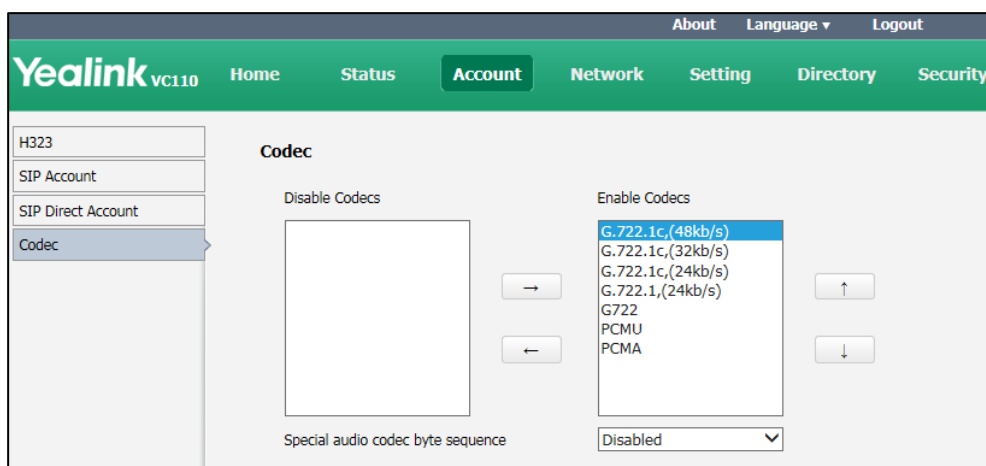 About Language ▾ Logout
Yealink VC110 Home Status Account Network Setting Directory Security
H323
SIP Account
SIP Direct Account
Codec
Codec
Disable Codecs
Enable Codecs
G.722.1c,(48kb/s)
G.722.1c,(32kb/s)
G.722.1c,(24kb/s)
G.722.1,(24kb/s)
G722
PCMU
PCMA
→
←
↑
↓
Special audio codec byte sequence
Disabled